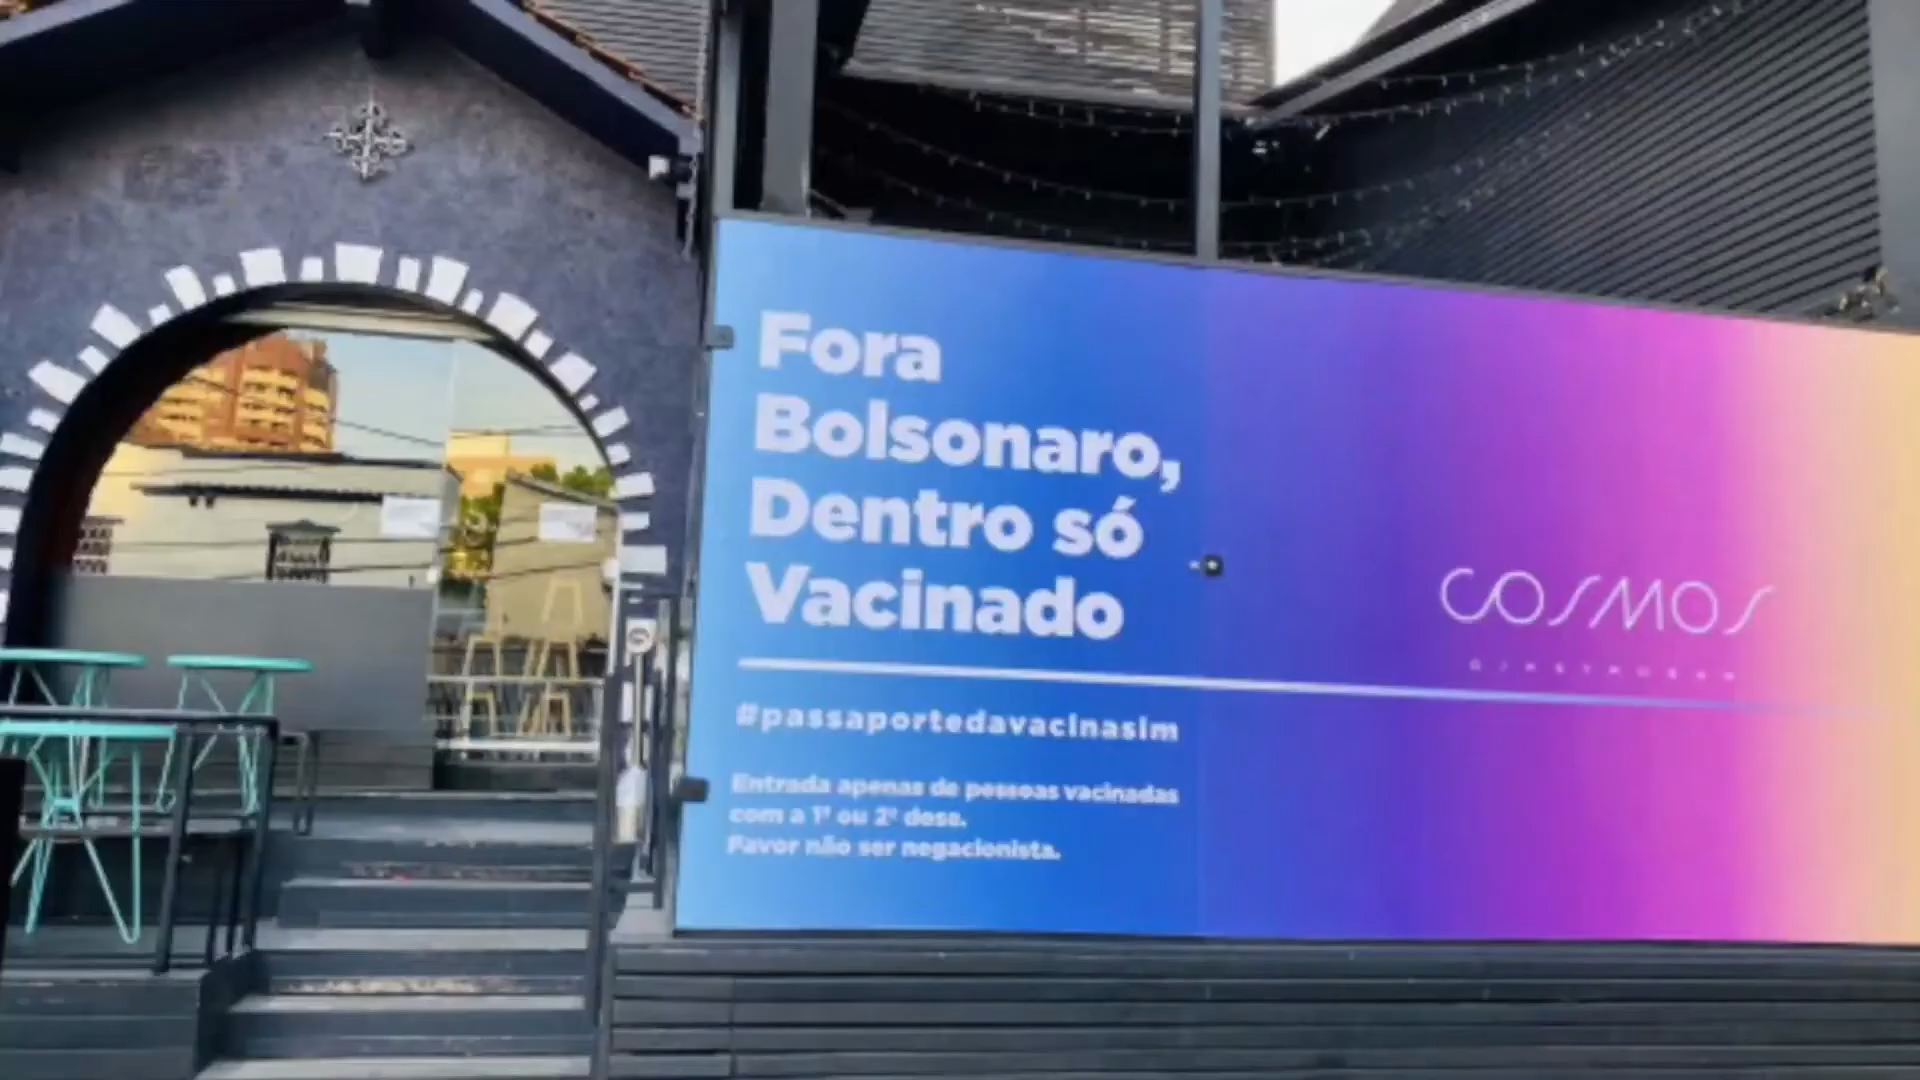 Fora
Bolsonaro,
Dentro só
Vacinado
#passaportedavacinasim
Entrada apenas de pessoas vacinadas
com a 1ª ou 2ª dose.
Favor não ser negacionista.
COSMOS